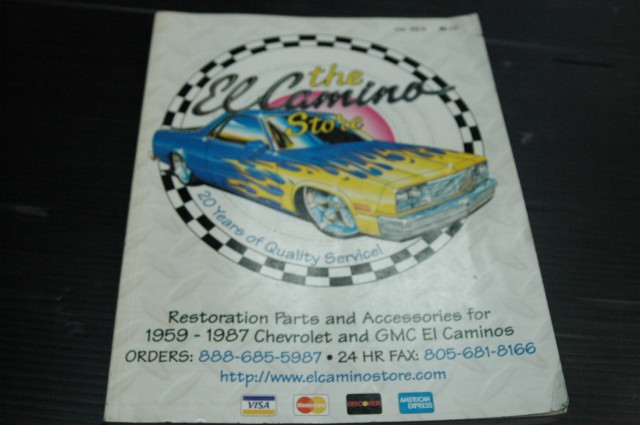 the
El Camino
Store
20 Years of Quality Service!
Restoration Parts and Accessories for
1959 - 1987 Chevrolet and GMC El Caminos
ORDERS: 888-685-5987 • 24 HR FAX: 805-681-8166
http://www.elcaminostore.com
VISA MasterCard DISCOVER AMERICAN EXPRESS